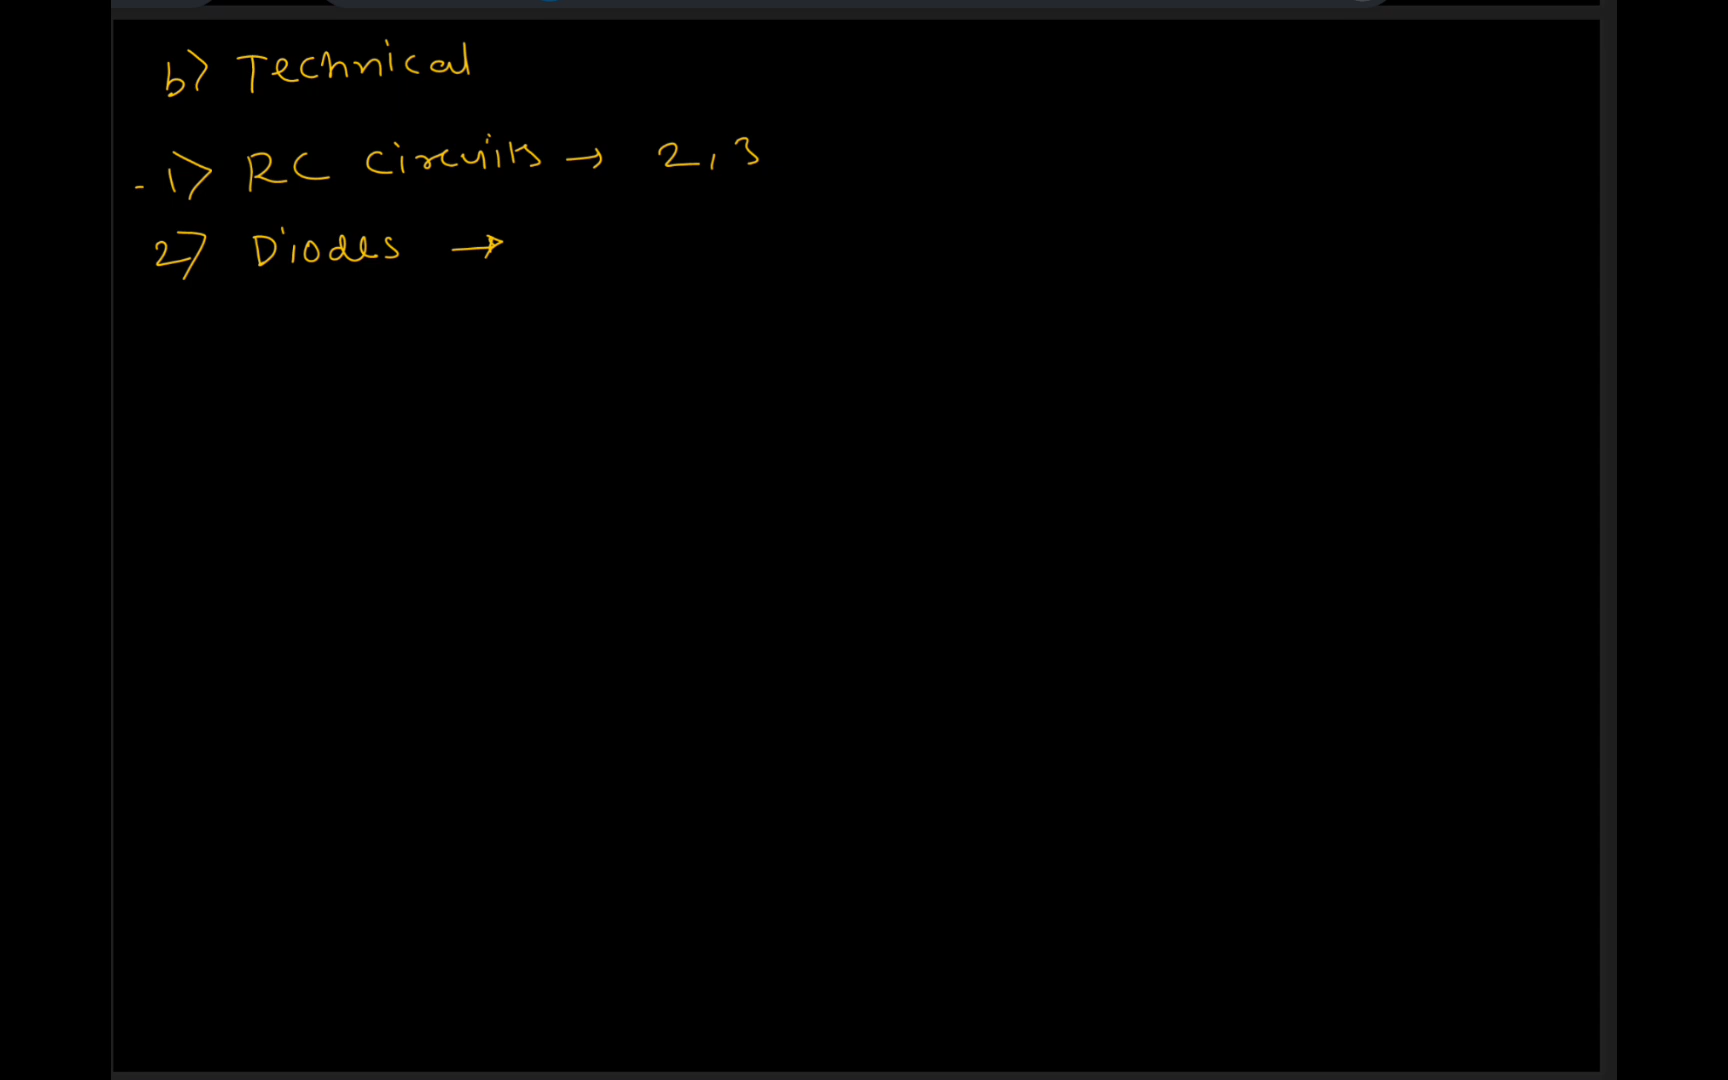 b) Technical
1) RC Circuits → 2, 3
2) Diodes →